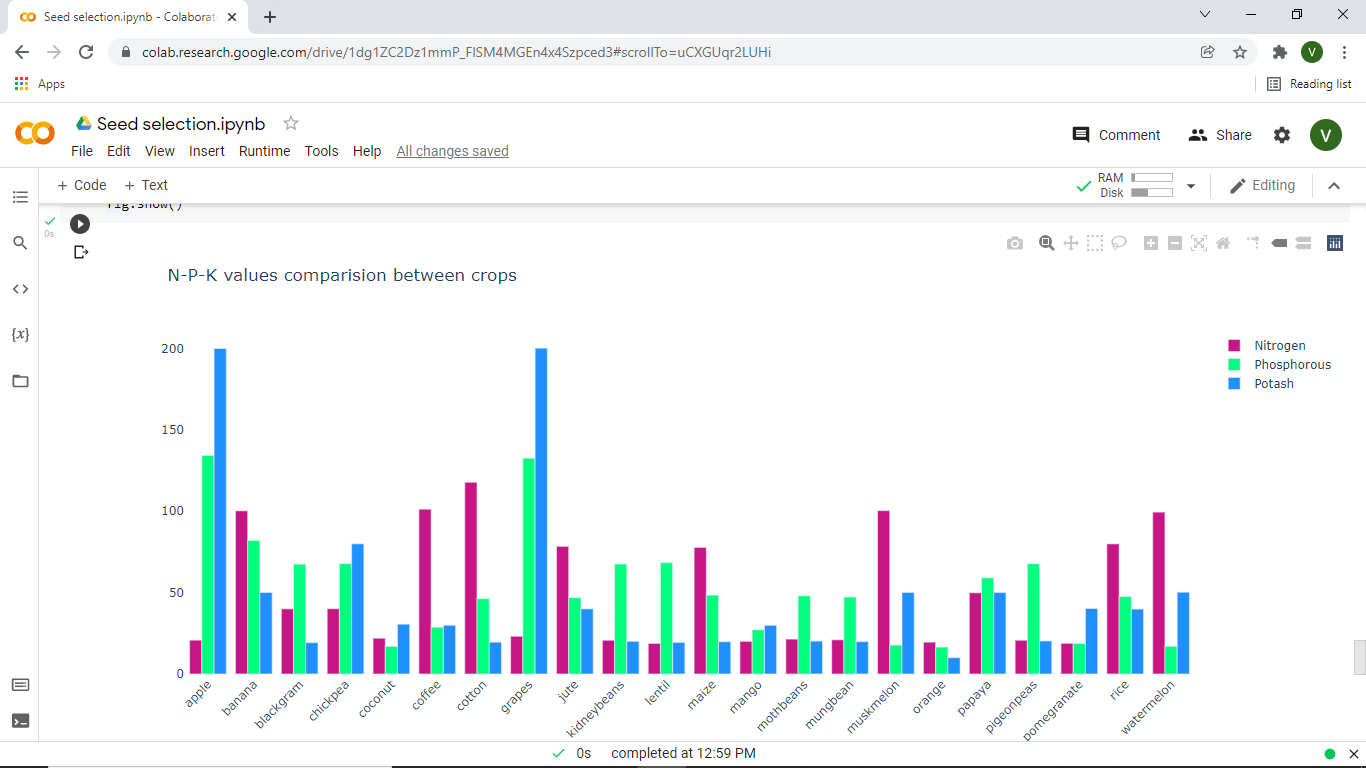 Seed selection.ipynb - Colaborat
colab.research.google.com/drive/1dg1ZC2Dz1mmP_FlSM4MGEn4x4Szpced3#scrollTo=uCXGUqr2LUHi
V
Apps
Reading list
Seed selection.ipynb
Comment
Share
V
File Edit View Insert Runtime Tools Help All changes saved
+ Code + Text
RAM
Disk
Editing
fig.show()
0s
{x}
N-P-K values comparision between crops
Nitrogen
Phosphorous
Potash
200
150
100
50
0
apple
banana
blackgram
chickpea
coconut
coffee
cotton
grapes
jute
kidneybeans
lentil
maize
mango
mothbeans
mungbean
muskmelon
orange
papaya
pigeonpeas
pomegranate
rice
watermelon
0s completed at 12:59 PM